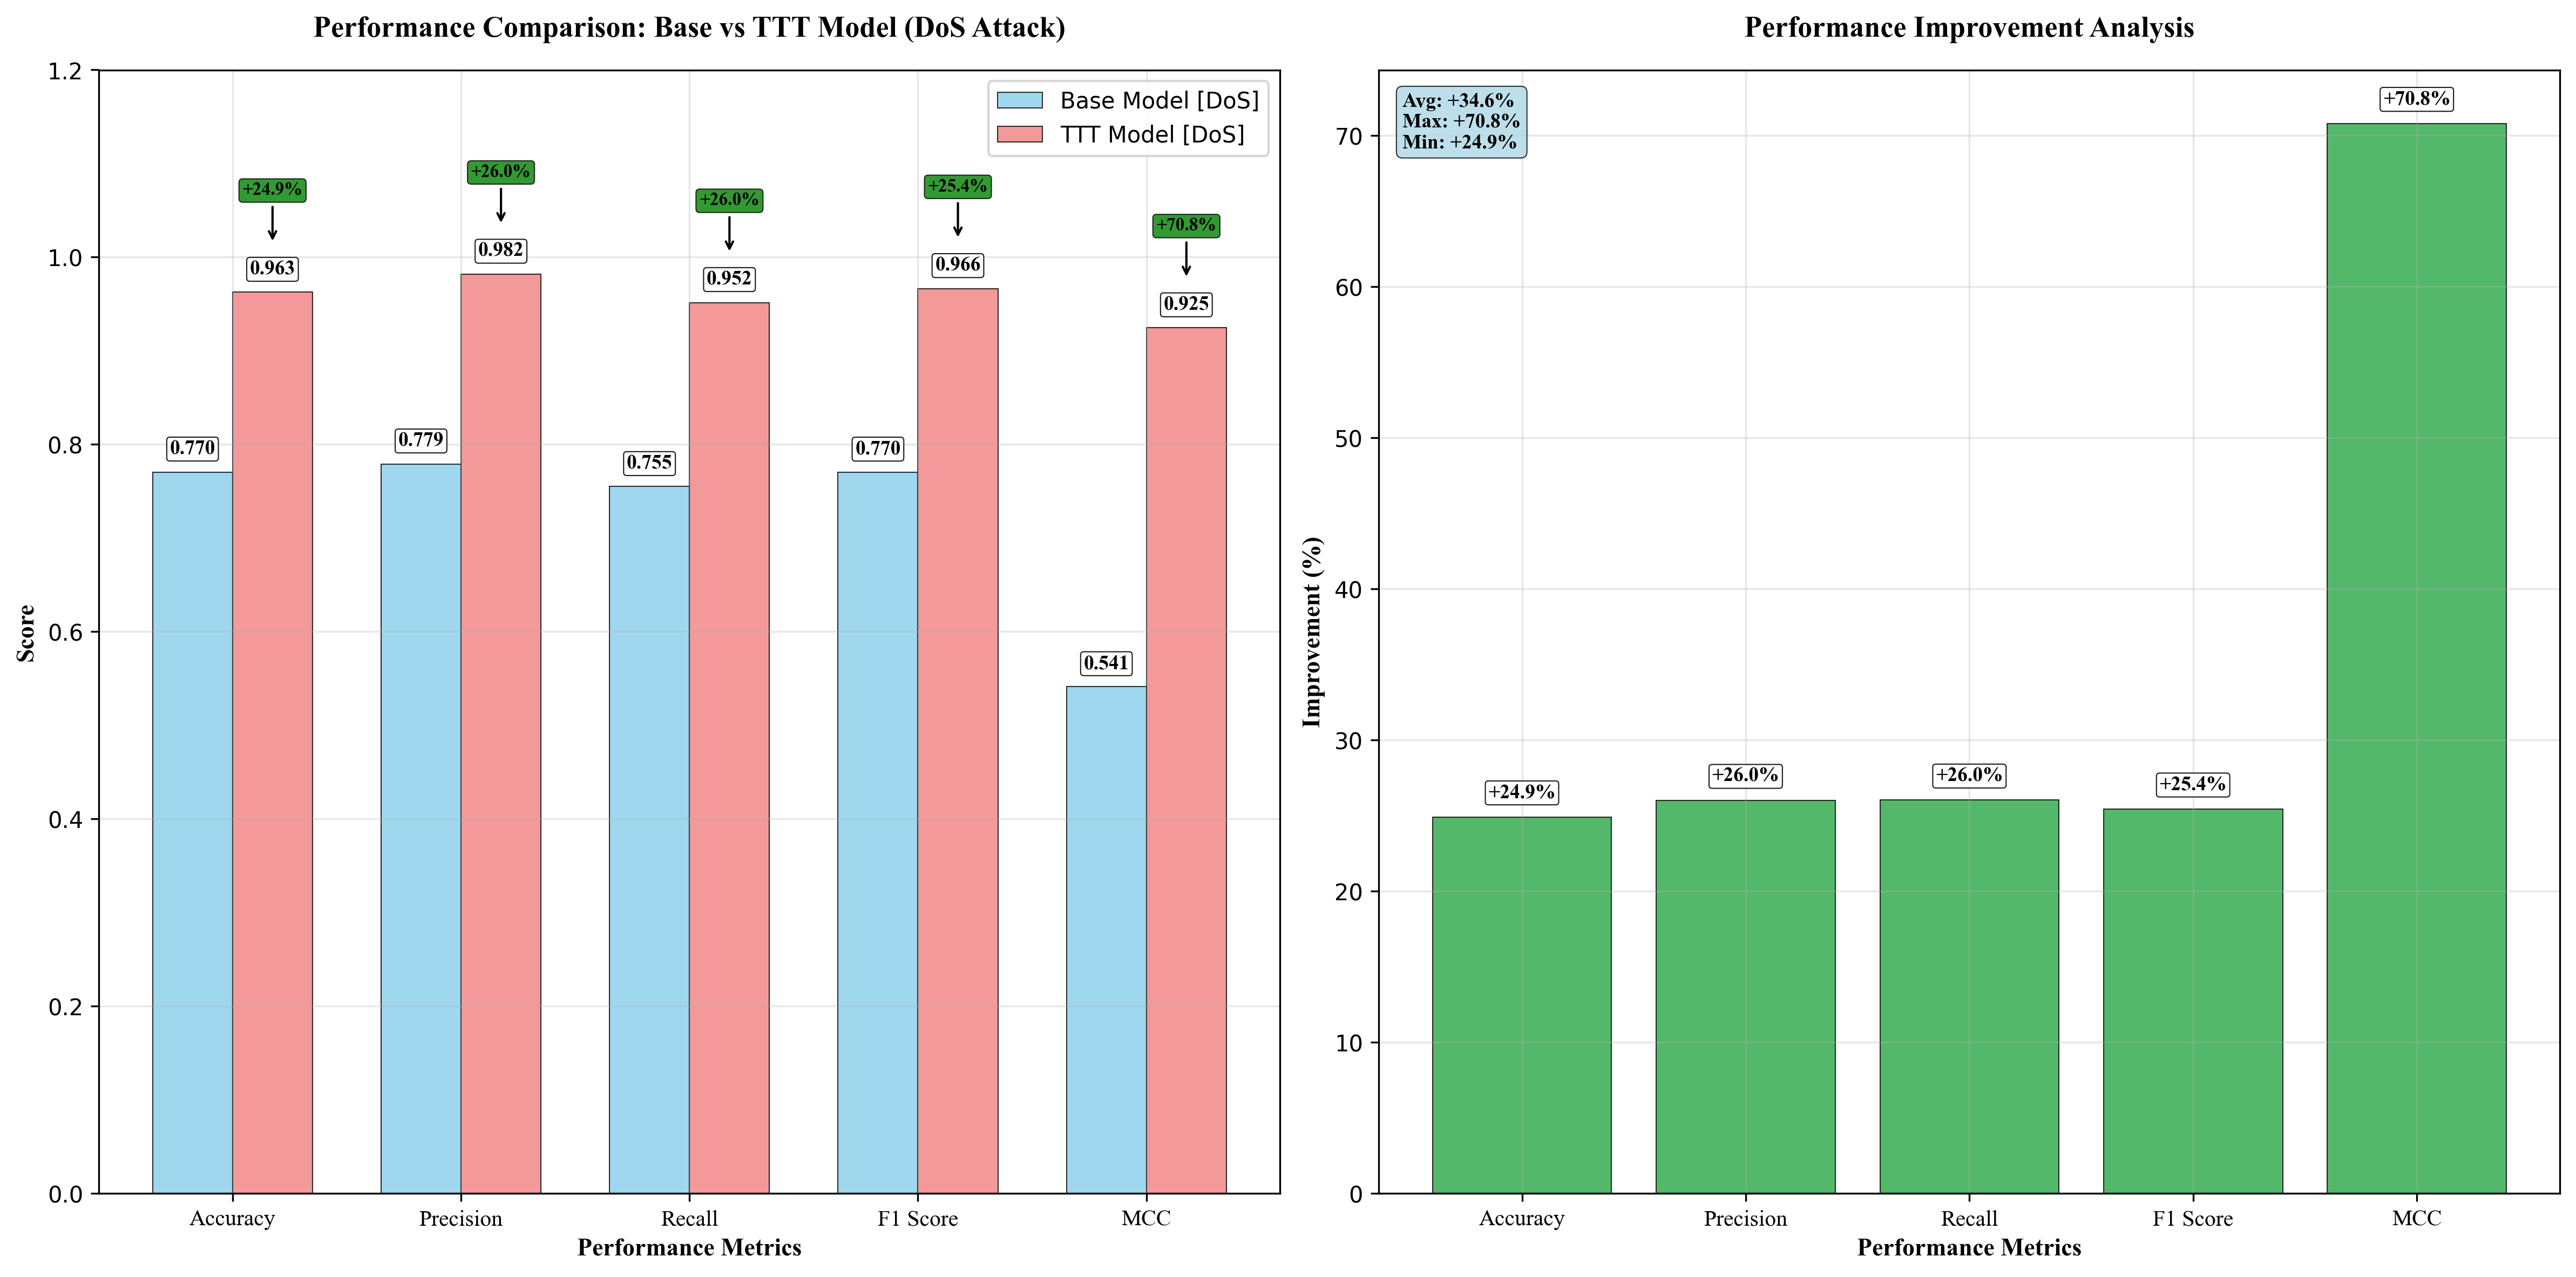 Performance Comparison: Base vs TTT Model (DoS Attack)
Base Model [DoS]
TTT Model [DoS]
1.2
1.0
0.8
0.6
0.4
0.2
0.0
Score
+24.9%
+26.0%
+26.0%
+25.4%
+70.8%
0.963
0.982
0.952
0.966
0.925
0.770
0.779
0.755
0.770
0.541
Accuracy
Precision
Recall
F1 Score
MCC
Performance Metrics
Performance Improvement Analysis
Avg: +34.6%
Max: +70.8%
Min: +24.9%
70
60
50
40
30
20
10
0
Improvement (%)
+24.9%
+26.0%
+26.0%
+25.4%
+70.8%
Accuracy
Precision
Recall
F1 Score
MCC
Performance Metrics